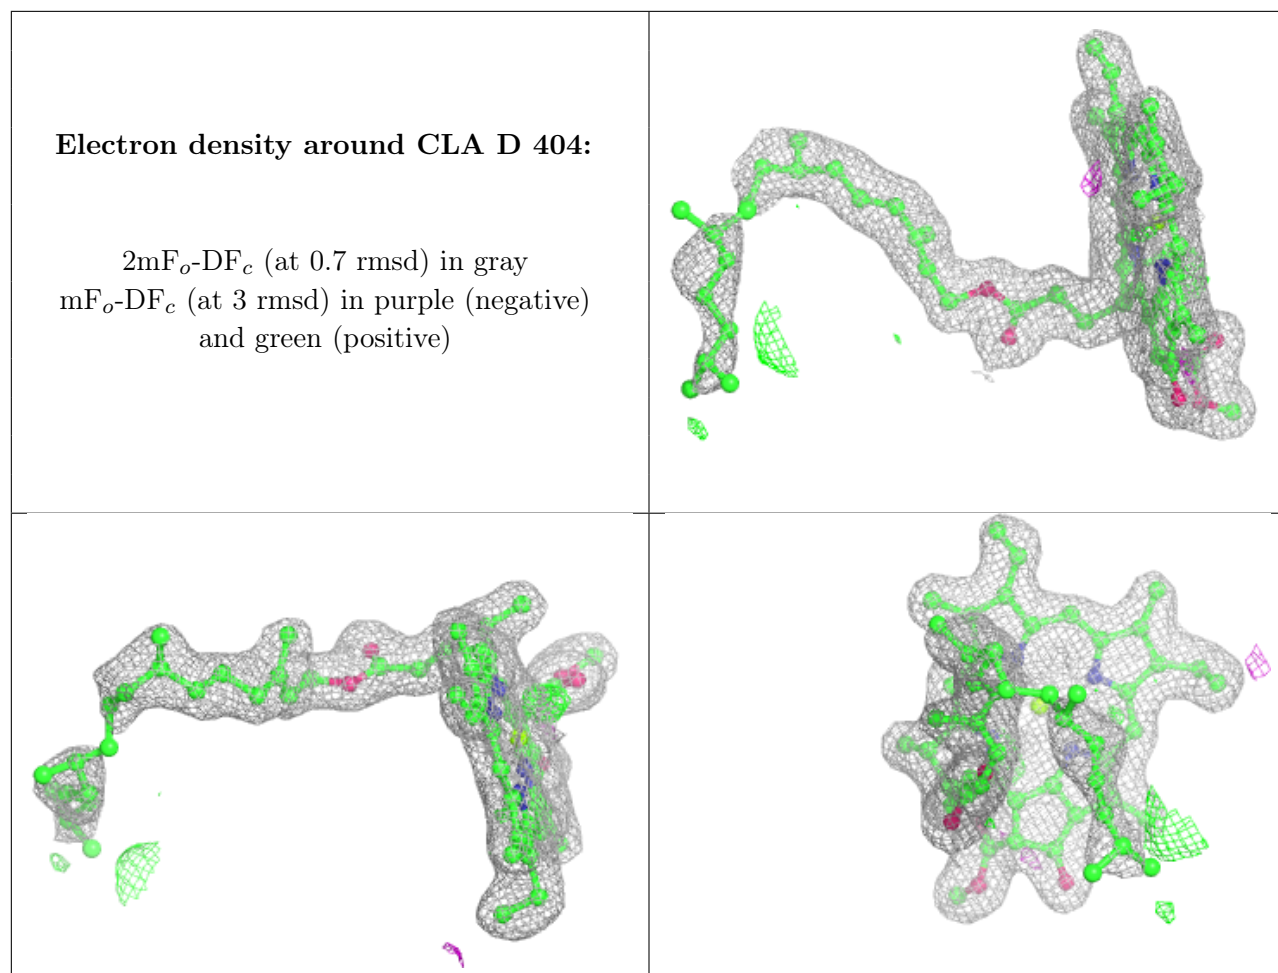 Electron density around CLA D 404:
2mFₒ-DF𝒸 (at 0.7 rmsd) in gray
mFₒ-DF𝒸 (at 3 rmsd) in purple (negative)
and green (positive)